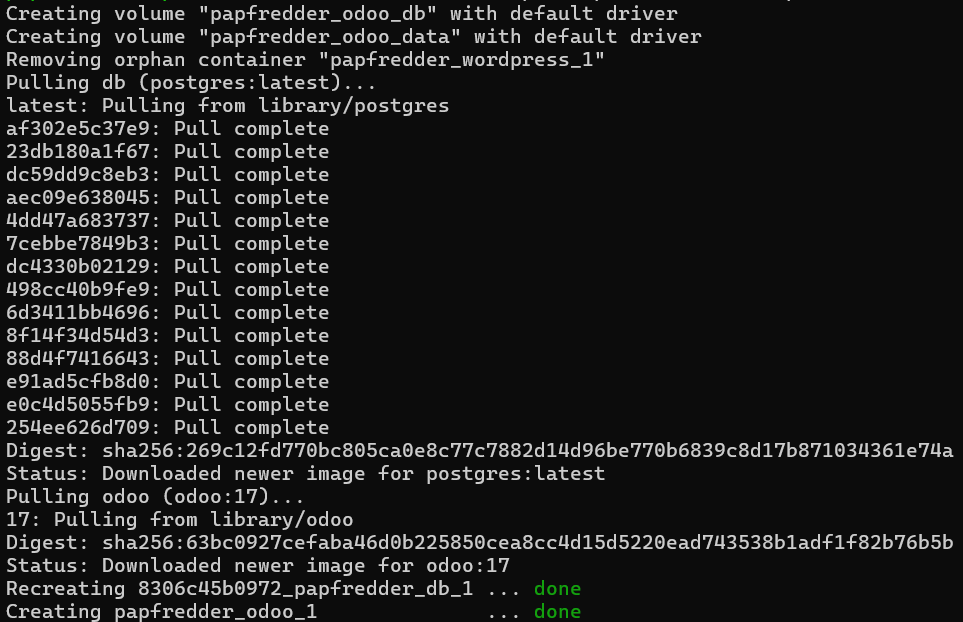 Creating volume "papfredder_odoo_db" with default driver
Creating volume "papfredder_odoo_data" with default driver
Removing orphan container "papfredder_wordpress_1"
Pulling db (postgres:latest)...
latest: Pulling from library/postgres
af302e5c37e9: Pull complete
23db180a1f67: Pull complete
dc59dd9c8eb3: Pull complete
aec09e638045: Pull complete
4dd47a683737: Pull complete
7cebbe7849b3: Pull complete
dc4330b02129: Pull complete
498cc40b9fe9: Pull complete
6d3411bb4696: Pull complete
8f14f34d54d3: Pull complete
88d4f7416643: Pull complete
e91ad5cfb8d0: Pull complete
e0c4d5055fb9: Pull complete
254ee626d709: Pull complete
Digest: sha256:269c12fd770bc805ca0e8c77c7882d14d96be770b6839c8d17b871034361e74a
Status: Downloaded newer image for postgres:latest
Pulling odoo (odoo:17)...
17: Pulling from library/odoo
Digest: sha256:63bc0927cefaba46d0b225850cea8cc4d15d5220ead743538b1adf1f82b76b5b
Status: Downloaded newer image for odoo:17
Recreating 8306c45b0972_papfredder_db_1 ... done
Creating papfredder_odoo_1              ... done